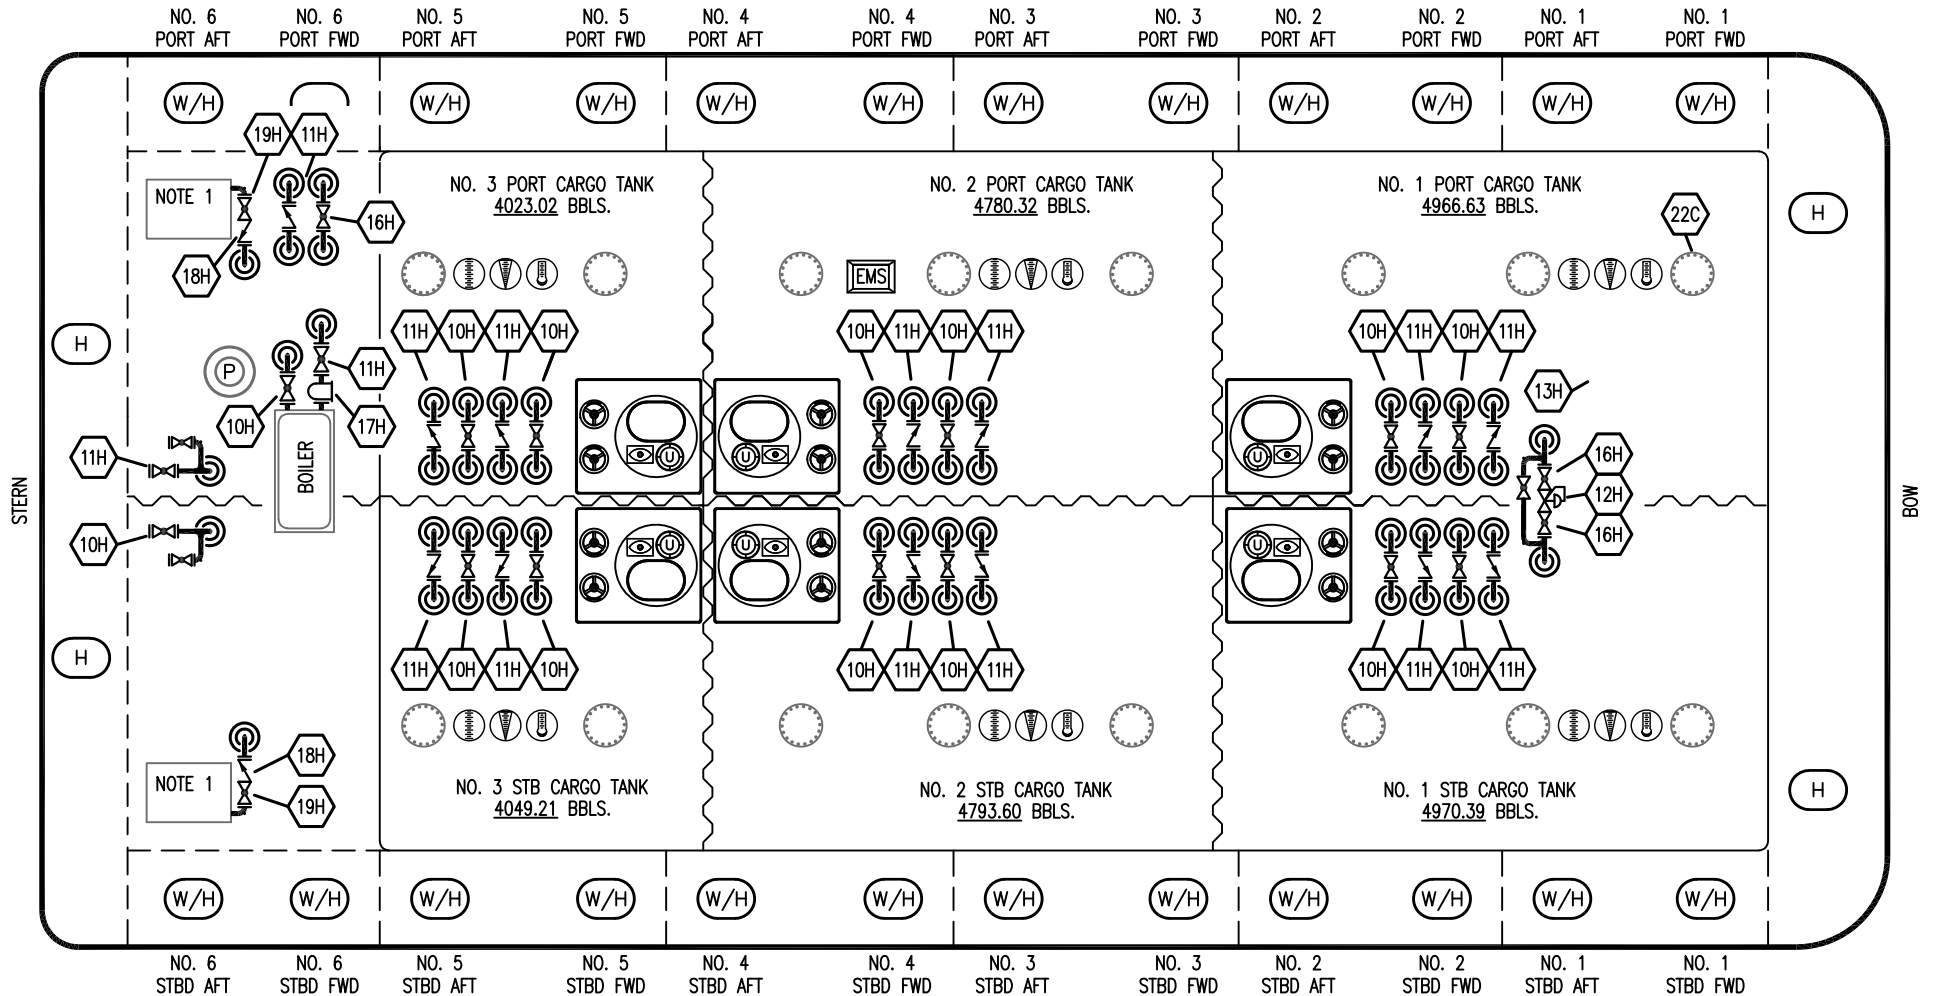 NO. 6 NO. 6 NO. 5 NO. 5 NO. 4 NO. 4 NO. 3 NO. 3 NO. 2 NO. 2 NO. 1 NO. 1
PORT AFT PORT FWD PORT AFT PORT FWD PORT AFT PORT FWD PORT AFT PORT FWD PORT AFT PORT FWD PORT AFT PORT FWD
W/H W/H W/H W/H W/H W/H W/H W/H W/H W/H W/H
19H 11H
NO. 3 PORT CARGO TANK NO. 2 PORT CARGO TANK NO. 1 PORT CARGO TANK
NOTE 1
4023.02 BBLS. 4780.32 BBLS. 4966.63 BBLS.
16H 22C H
18H EMS
11H 10H 11H 10H 10H 11H 10H 11H 10H 11H 10H 11H
H
P 11H
13H
10H 17H
U U U
11H BOILER 16H
STERN 12H BOW
10H 16H
U U U
H
11H 10H 11H 10H 10H 11H 10H 11H 10H 11H 10H 11H
18H
NOTE 1 19H
NO. 3 STB CARGO TANK NO. 2 STB CARGO TANK NO. 1 STB CARGO TANK H
4049.21 BBLS. 4793.60 BBLS. 4970.39 BBLS.
W/H W/H W/H W/H W/H W/H W/H W/H W/H W/H W/H W/H
NO. 6 NO. 6 NO. 5 NO. 5 NO. 4 NO. 4 NO. 3 NO. 3 NO. 2 NO. 2 NO. 1 NO. 1
STBD AFT STBD FWD STBD AFT STBD FWD STBD AFT STBD FWD STBD AFT STBD FWD STBD AFT STBD FWD STBD AFT STBD FWD